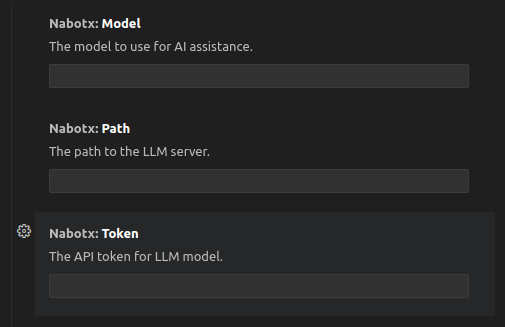 Nabotx: Model
The model to use for AI assistance.
Nabotx: Path
The path to the LLM server.
Nabotx: Token
The API token for LLM model.